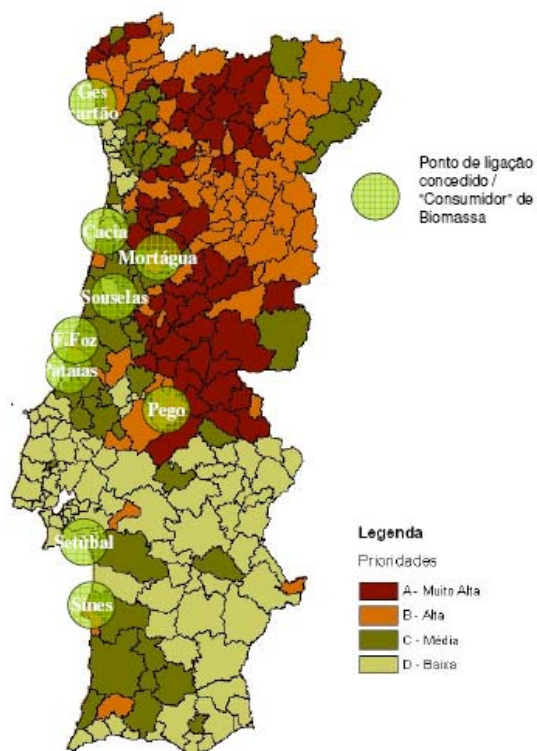 Ges
cartão
Cacia
Mortágua
Souselas
F.Foz
Pataias
Pego
Setúbal
Sines
Ponto de ligação
concedido /
"Consumidor" de
Biomassa
Legenda
Prioridades
A - Muito Alta
B - Alta
C - Média
D - Baixa